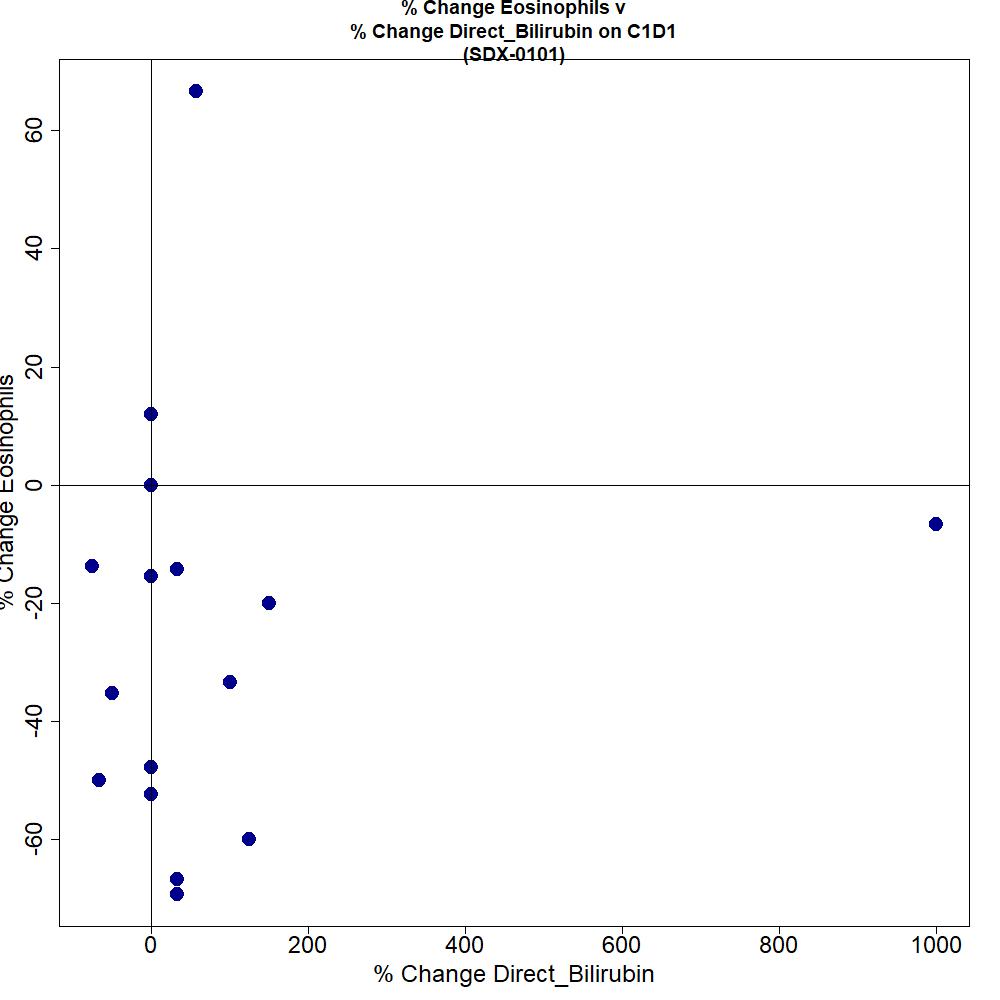 % Change Eosinophils v
% Change Direct_Bilirubin on C1D1
(SDX-0101)
% Change Eosinophils
60
40
20
0
-20
-40
-60
0
200
400
600
800
1000
% Change Direct_Bilirubin